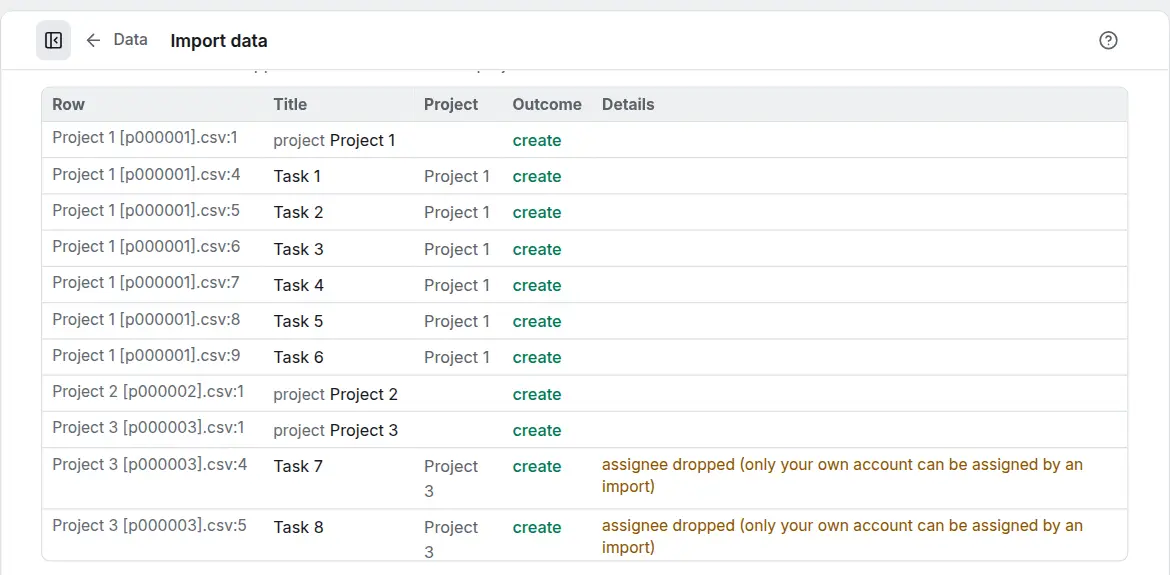 Data Import data
Row Title Project Outcome Details
Project 1 [p000001].csv:1 project Project 1 create
Project 1 [p000001].csv:4 Task 1 Project 1 create
Project 1 [p000001].csv:5 Task 2 Project 1 create
Project 1 [p000001].csv:6 Task 3 Project 1 create
Project 1 [p000001].csv:7 Task 4 Project 1 create
Project 1 [p000001].csv:8 Task 5 Project 1 create
Project 1 [p000001].csv:9 Task 6 Project 1 create
Project 2 [p000002].csv:1 project Project 2 create
Project 3 [p000003].csv:1 project Project 3 create
Project 3 [p000003].csv:4 Task 7 Project 3 create assignee dropped (only your own account can be assigned by an
import)
Project 3 [p000003].csv:5 Task 8 Project 3 create assignee dropped (only your own account can be assigned by an
import)